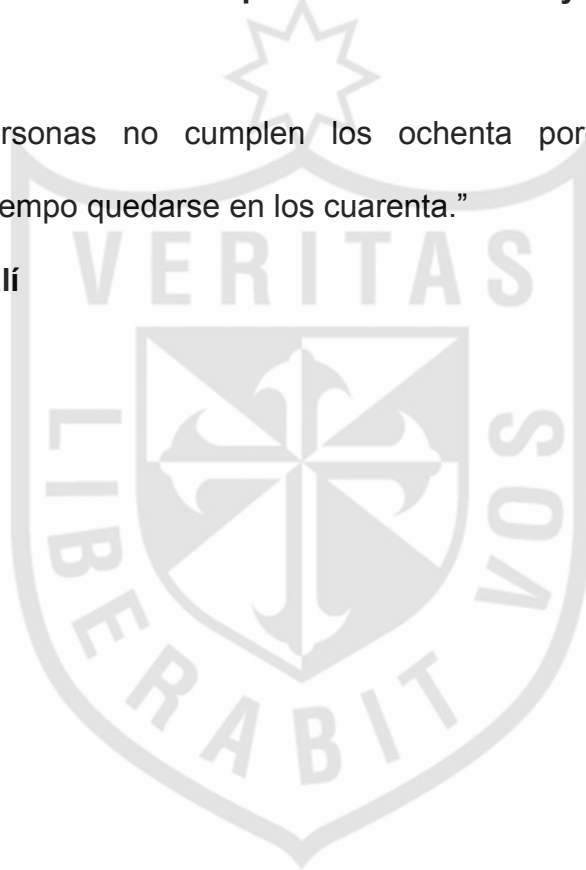 rsonas no cumplen los ochenta por
empo quedarse en los cuarenta.”
lí
VERITAS
LIBERABIT VOS